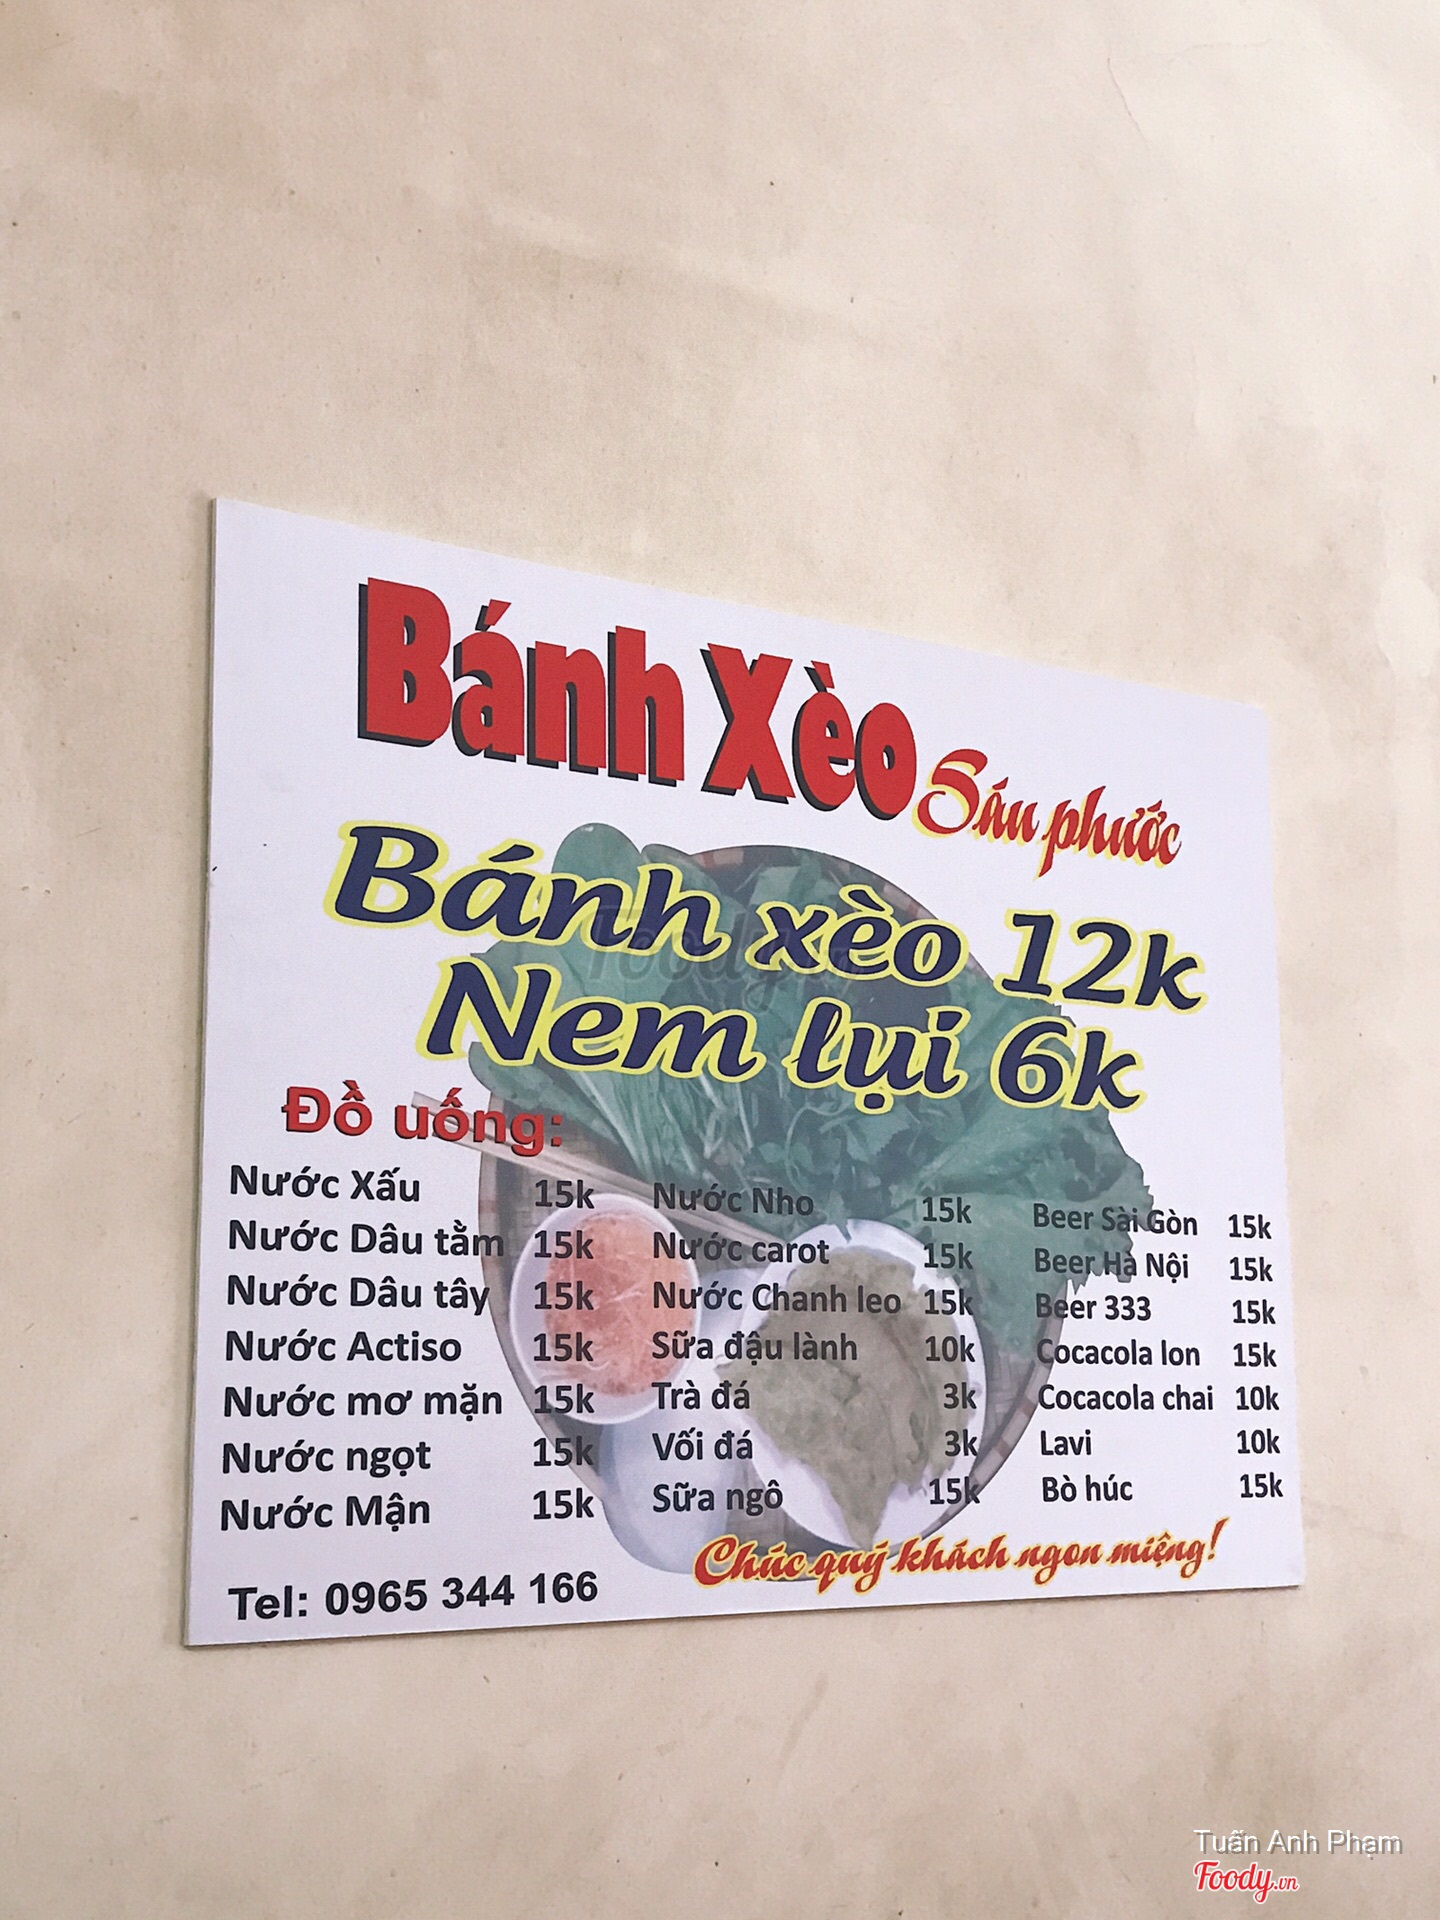 Bánh Xèo Sáu phước
Bánh xèo 12k
Nem lụi 6k
Đồ uống:
Nước Xấu 15k
Nước Dâu tằm 15k
Nước Dâu tây 15k
Nước Actiso 15k
Nước mơ mặn 15k
Nước ngọt 15k
Nước Mận 15k
Nước Nho 15k
Nước carot 15k
Nước Chanh leo 15k
Sữa đậu lành 10k
Trà đá 3k
Vối đá 3k
Sữa ngô 15k
Beer Sài Gòn 15k
Beer Hà Nội 15k
Beer 333 15k
Cocacola lon 15k
Cocacola chai 10k
Lavi 10k
Bò húc 15k
Chúc quý khách ngon miệng!
Tel: 0965 344 166
Foody.vn
Tuấn Anh Phạm
Foody.vn